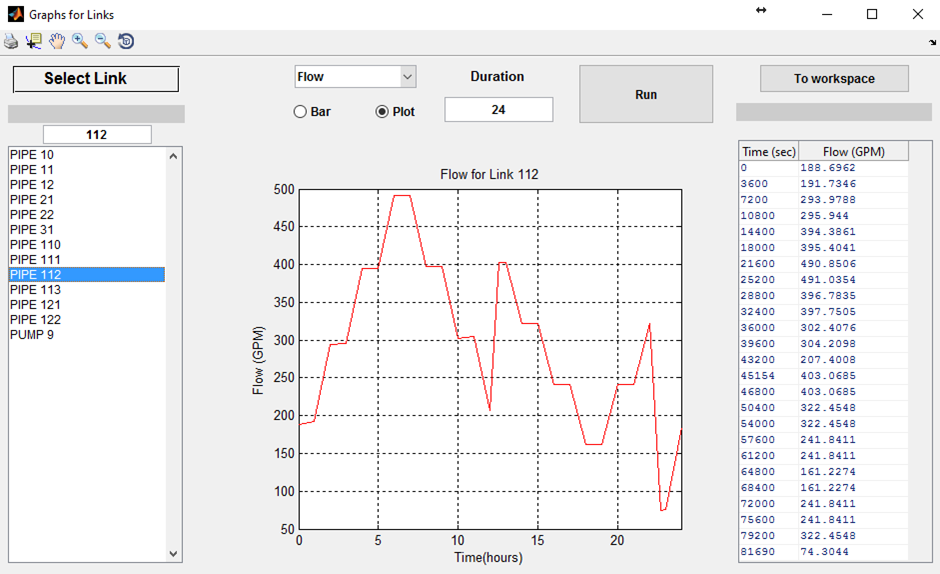 Graphs for Links
Select Link
112
PIPE 10
PIPE 11
PIPE 12
PIPE 21
PIPE 22
PIPE 31
PIPE 110
PIPE 111
PIPE 112
PIPE 113
PIPE 121
PIPE 122
PUMP 9
Flow
Bar
Plot
Duration
24
Run
To workspace
Flow for Link 112
Flow (GPM)
500
450
400
350
300
250
200
150
100
50
0 5 10 15 20
Time(hours)
Time (sec) Flow (GPM)
0 188.6962
3600 191.7346
7200 293.9788
10800 295.944
14400 394.3861
18000 395.4041
21600 490.8506
25200 491.0354
28800 396.7835
32400 397.7505
36000 302.4076
39600 304.2098
43200 207.4008
45154 403.0685
46800 403.0685
50400 322.4548
54000 322.4548
57600 241.8411
61200 241.8411
64800 161.2274
68400 161.2274
72000 241.8411
75600 241.8411
79200 322.4548
81690 74.3044